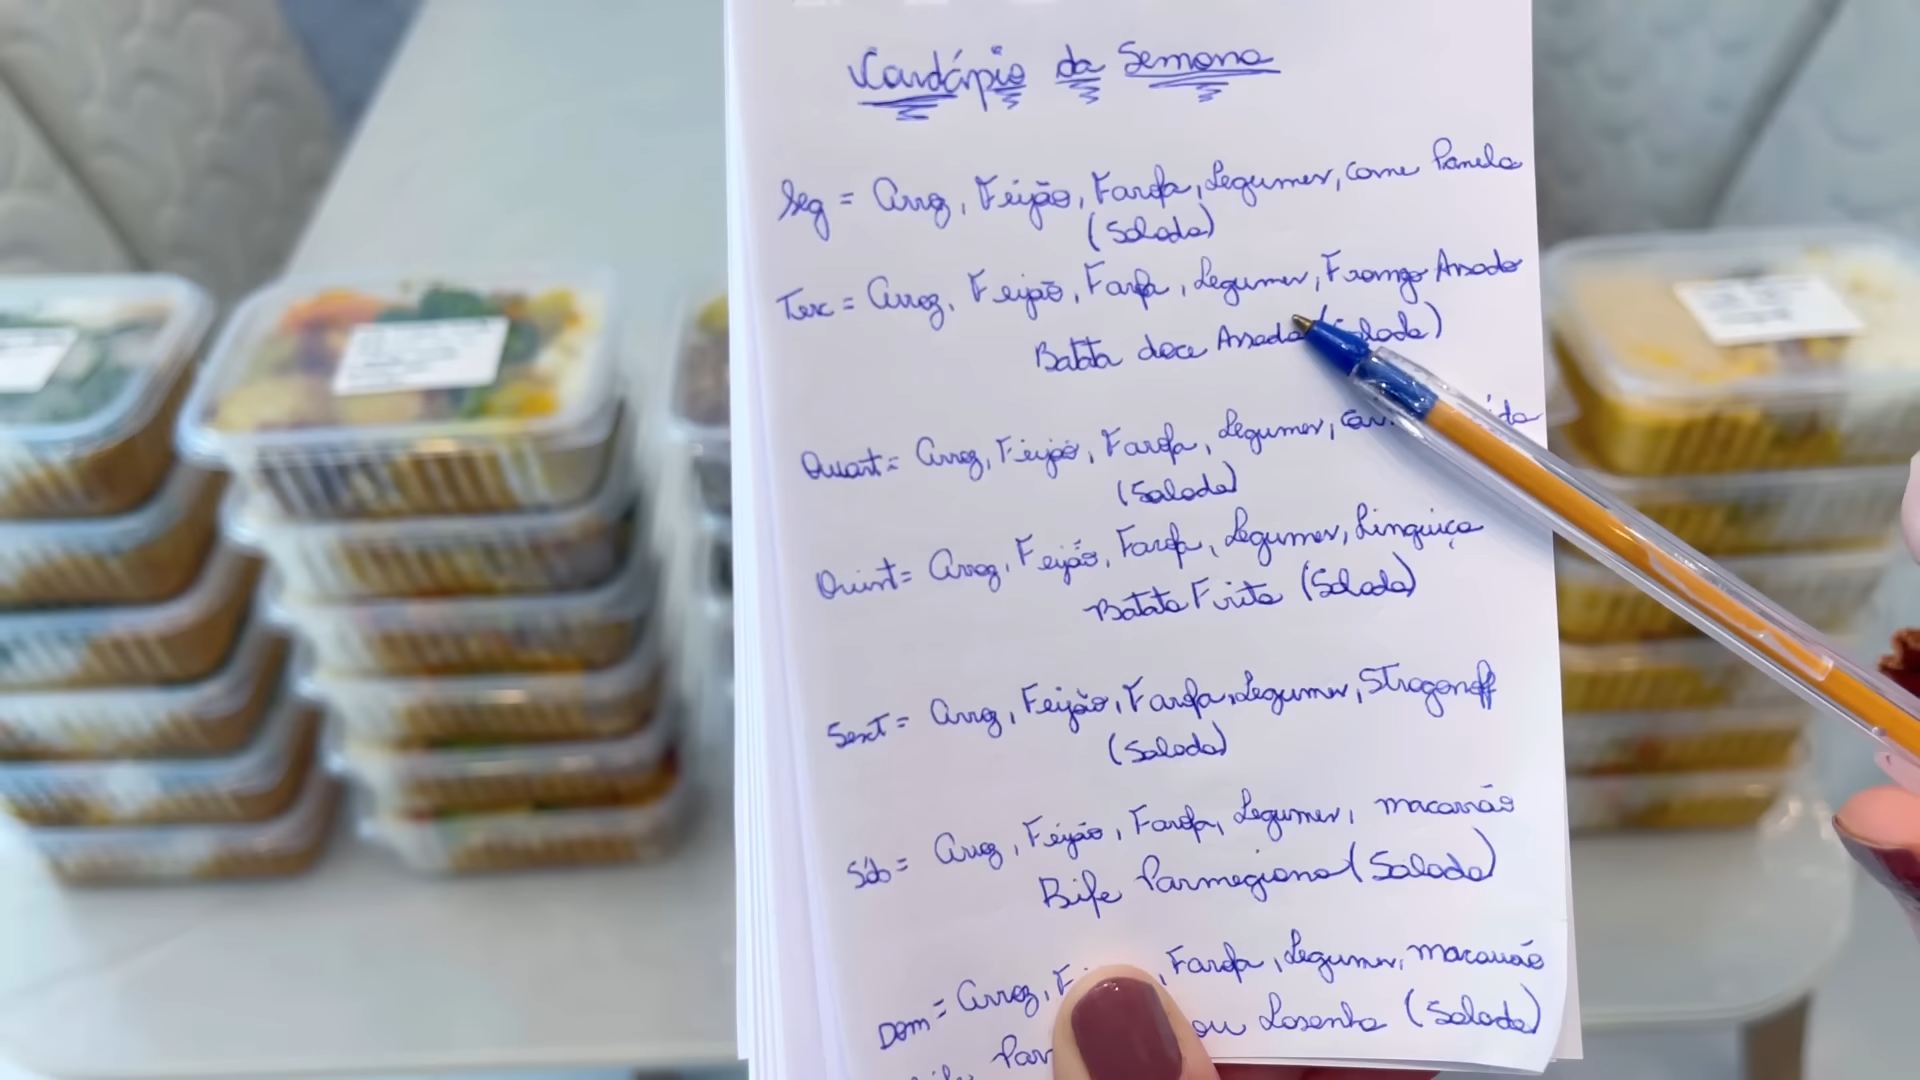 Cardápio da Semana
Seg = Arroz, Feijão, Farofa, Legumes, Carne Panela
(Salada)
Terc = Arroz, Feijão, Farofa, Legumes, Frango Assado
Batata doce Assada (Salada)
Quart = Arroz, Feijão, Farofa, Legumes,
(Salada)
Quint = Arroz, Feijão, Farofa, Legumes, Linguiça
Batata Frita (Salada)
Sext = Arroz, Feijão, Farofa, Legumes, Strogonoff
(Salada)
Sáb = Arroz, Feijão, Farofa, Legumes, macarrão
Bife Parmegiana (Salada)
Dom = Arroz, Farofa, Legumes, macarrão
ou Lasanha (Salada)